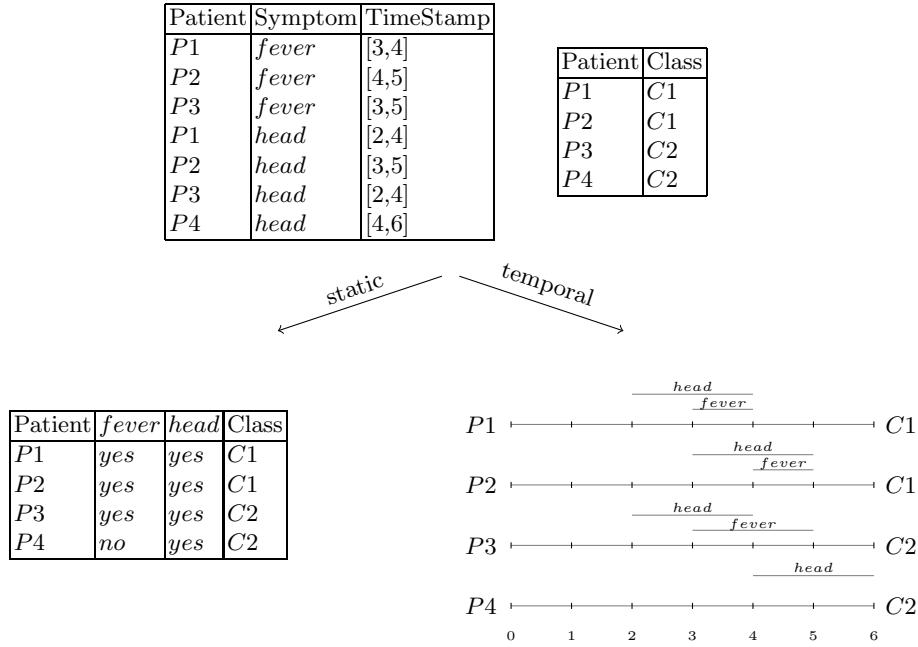 Patient Symptom TimeStamp
P1 fever [3,4]
P2 fever [4,5]
P3 fever [3,5]
P1 head [2,4]
P2 head [3,5]
P3 head [2,4]
P4 head [4,6]
Patient Class
P1 C1
P2 C1
P3 C2
P4 C2
static
temporal
Patient fever head Class
P1 yes yes C1
P2 yes yes C1
P3 yes yes C2
P4 no yes C2
head
fever
P1 C1
head
fever
P2 C1
head
fever
P3 C2
head
P4 C2
0 1 2 3 4 5 6